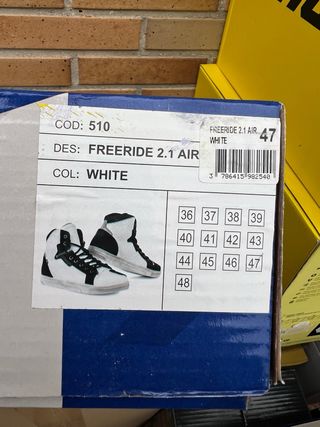 COD: 510
DES: FREERIDE 2.1 AIR
COL: WHITE
FREERIDE 2.1 AIR..
WHITE
47
3 786415 982540
36 37 38 39
40 41 42 43
44 45 46 47
48